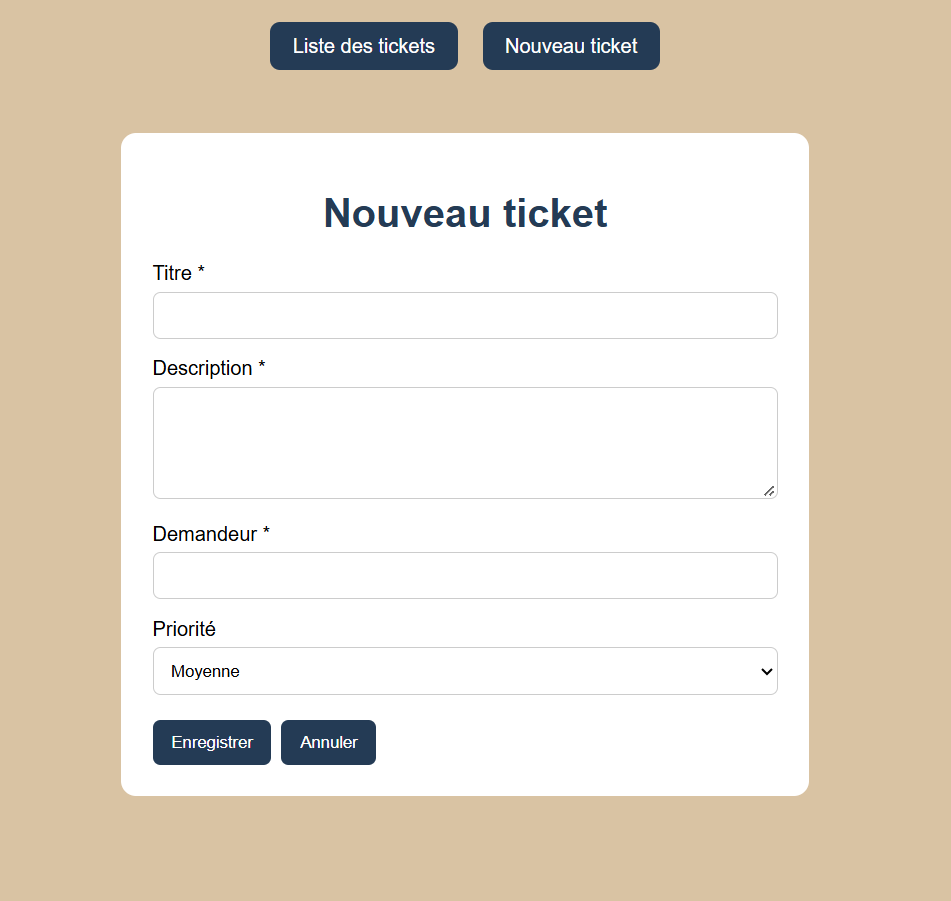 Liste des tickets Nouveau ticket
Nouveau ticket
Titre *
Description *
Demandeur *
Priorité
Moyenne
Enregistrer Annuler